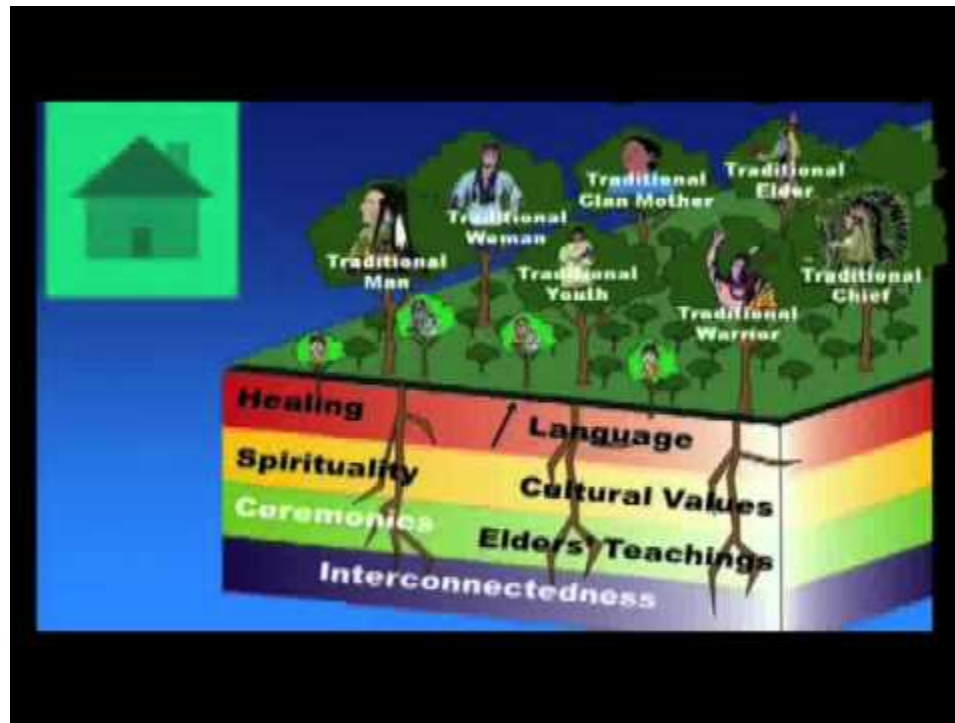 Traditional
Elder
Traditional
Clan Mother
Traditional
Woman
Traditional
Man
Traditional
Youth
Traditional
Chief
Traditional
Warrior
Healing / Language
Spirituality Cultural Values
Ceremonies Elders' Teachings
Interconnectedness